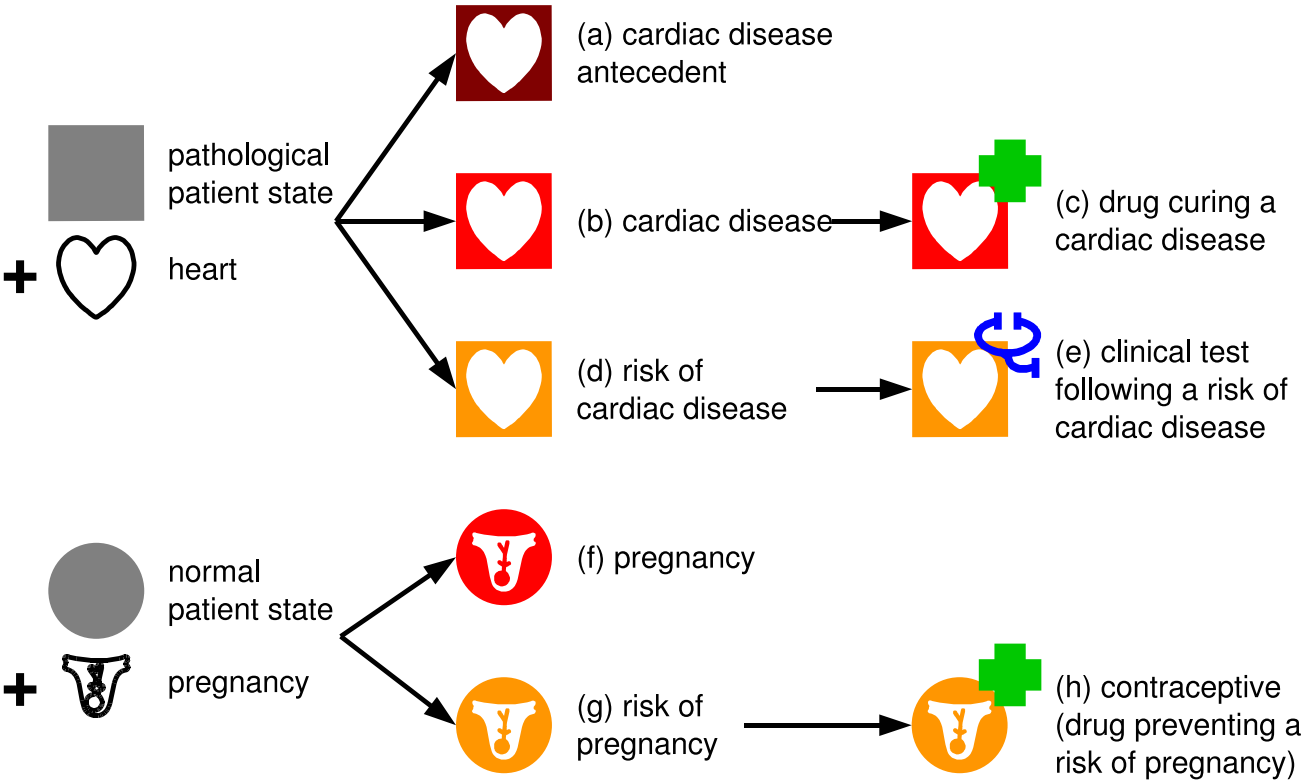 (a) cardiac disease
antecedent
pathological
patient state
+
heart
(b) cardiac disease
(c) drug curing a
cardiac disease
(d) risk of
cardiac disease
(e) clinical test
following a risk of
cardiac disease
normal
patient state
+
pregnancy
(f) pregnancy
(g) risk of
pregnancy
(h) contraceptive
(drug preventing a
risk of pregnancy)